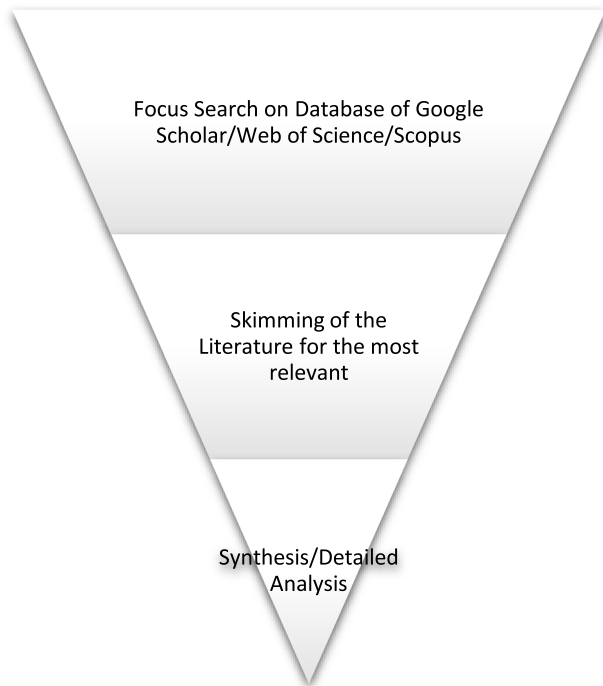 Focus Search on Database of Google
Scholar/Web of Science/Scopus
Skimming of the
Literature for the most
relevant
Synthesis/Detailed
Analysis